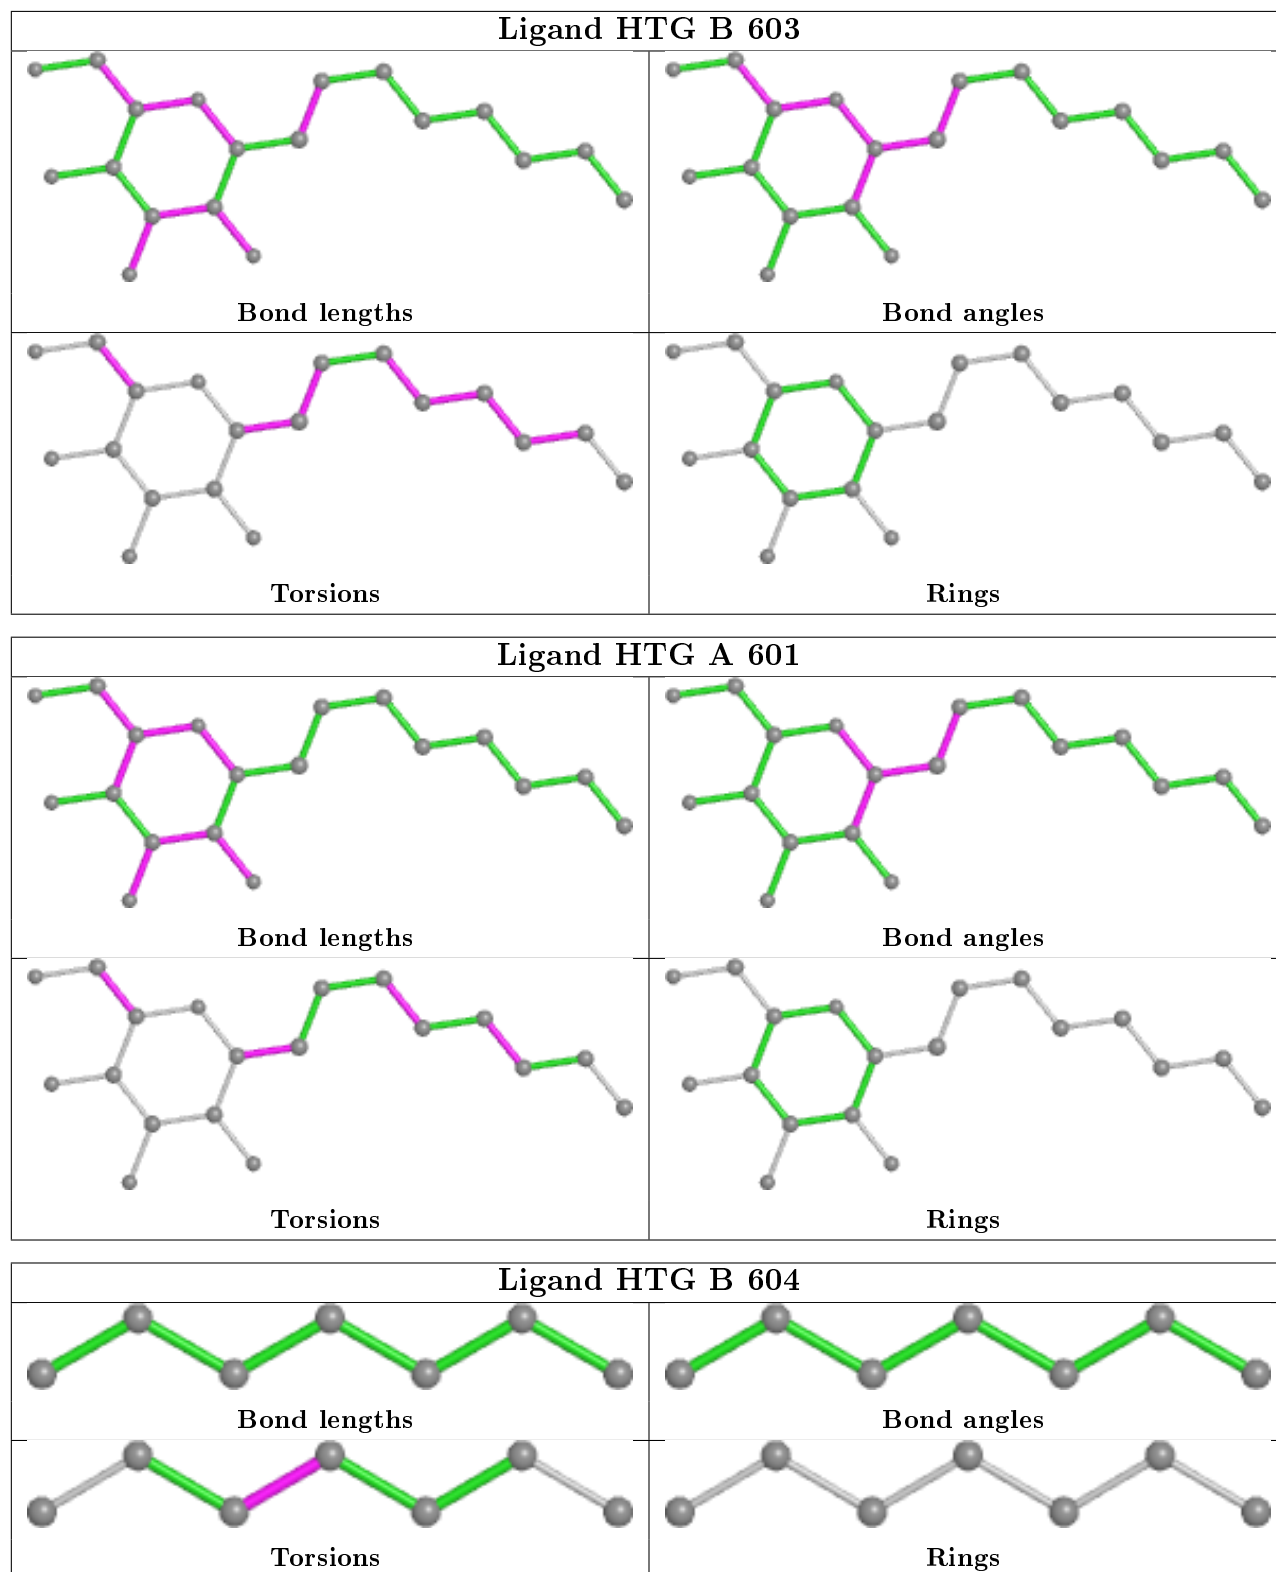 Ligand HTG B 603
Bond lengths
Bond angles
Torsions
Rings
Ligand HTG A 601
Bond lengths
Bond angles
Torsions
Rings
Ligand HTG B 604
Bond lengths
Bond angles
Torsions
Rings